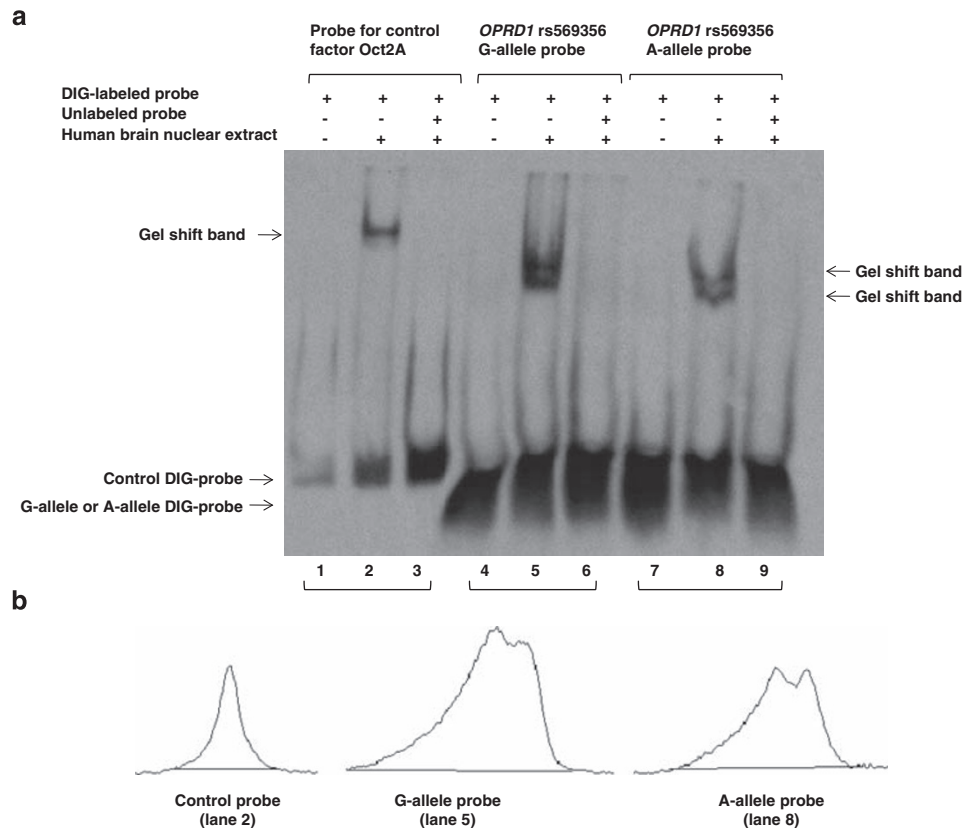 a
Probe for control
factor Oct2A
OPRD1 rs569356
G-allele probe
OPRD1 rs569356
A-allele probe
DIG-labeled probe + + + + + + + + +
Unlabeled probe - - + - - + - - +
Human brain nuclear extract - + + - + + - + +
Gel shift band
Gel shift band
Gel shift band
Control DIG-probe
G-allele or A-allele DIG-probe
1 2 3 4 5 6 7 8 9
b
Control probe
(lane 2)
G-allele probe
(lane 5)
A-allele probe
(lane 8)